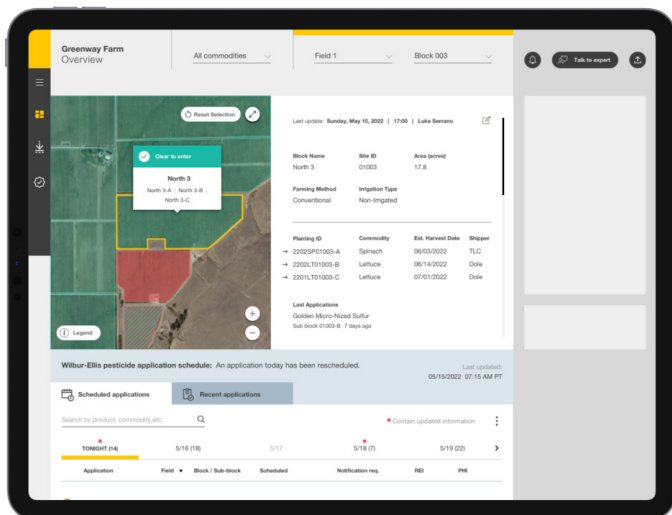 Greenway Farm
Overview
All commodities
Field 1
Block 003
Talk to expert
Reset Selection
Clear to enter
North 3
North 3-A | North 3-B |
North 3-C
Legend
Last update: Sunday, May 15, 2022 | 17:00 | Luke Serrano
Block Name Site ID Area (acres)
North 3 01003 17.8
Farming Method Irrigation Type
Conventional Non-Irrigated
Planting ID Commodity Est. Harvest Date Shipper
→ 2202SP01003-A Spinach 06/03/2022 TLC
→ 2202LT01003-B Lettuce 06/14/2022 Dole
→ 2201LT01003-C Lettuce 07/01/2022 Dole
Last Applications
Golden Micro-Nized Sulfur
Sub block 01003-B 7 days ago
Wilbur-Ellis pesticide application schedule: An application today has been rescheduled.
Last updated:
05/15/2022 07:15 AM PT
Scheduled applications
Recent applications
Search by product, commodity, etc.
Contain updated information
TONIGHT (14) 5/16 (18) 5/17 5/18 (7) 5/19 (22)
Application Field Block / Sub-block Scheduled Notification req. REI PHI